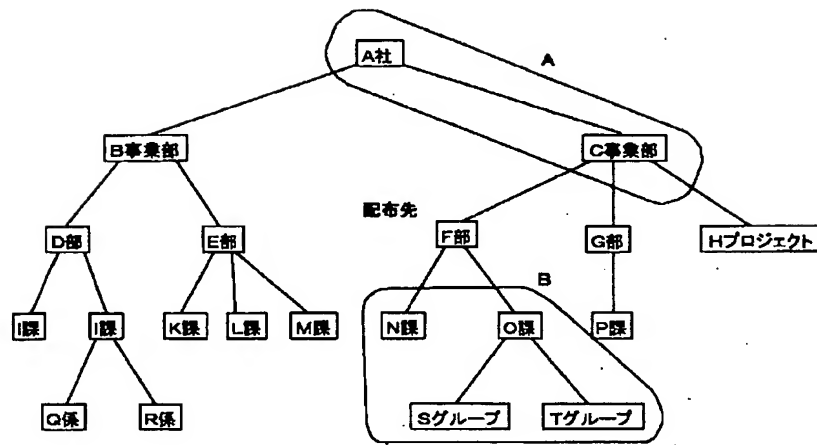 A社
A
B事業部
C事業部
配布先
D部
E部
F部
G部
Hプロジェクト
B
I課
I課
K課
L課
M課
N課
O課
P課
Q係
R係
Sグループ
Tグループ